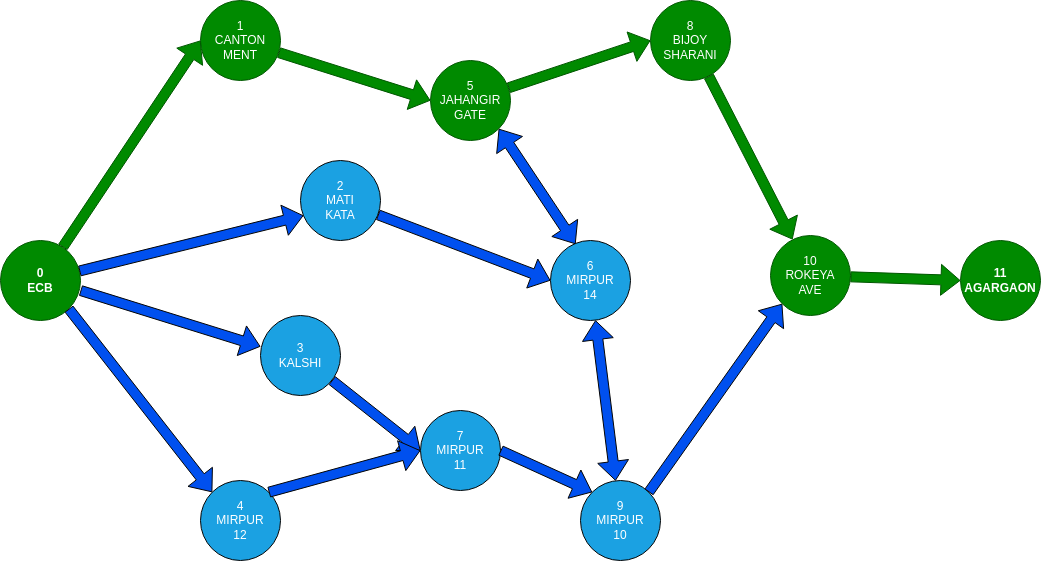 1
CANTON
MENT
8
BIJOY
SHARANI
5
JAHANGIR
GATE
2
MATI
KATA
0
ECB
6
MIRPUR
14
10
ROKEYA
AVE
11
AGARGAON
3
KALSHI
7
MIRPUR
11
4
MIRPUR
12
9
MIRPUR
10